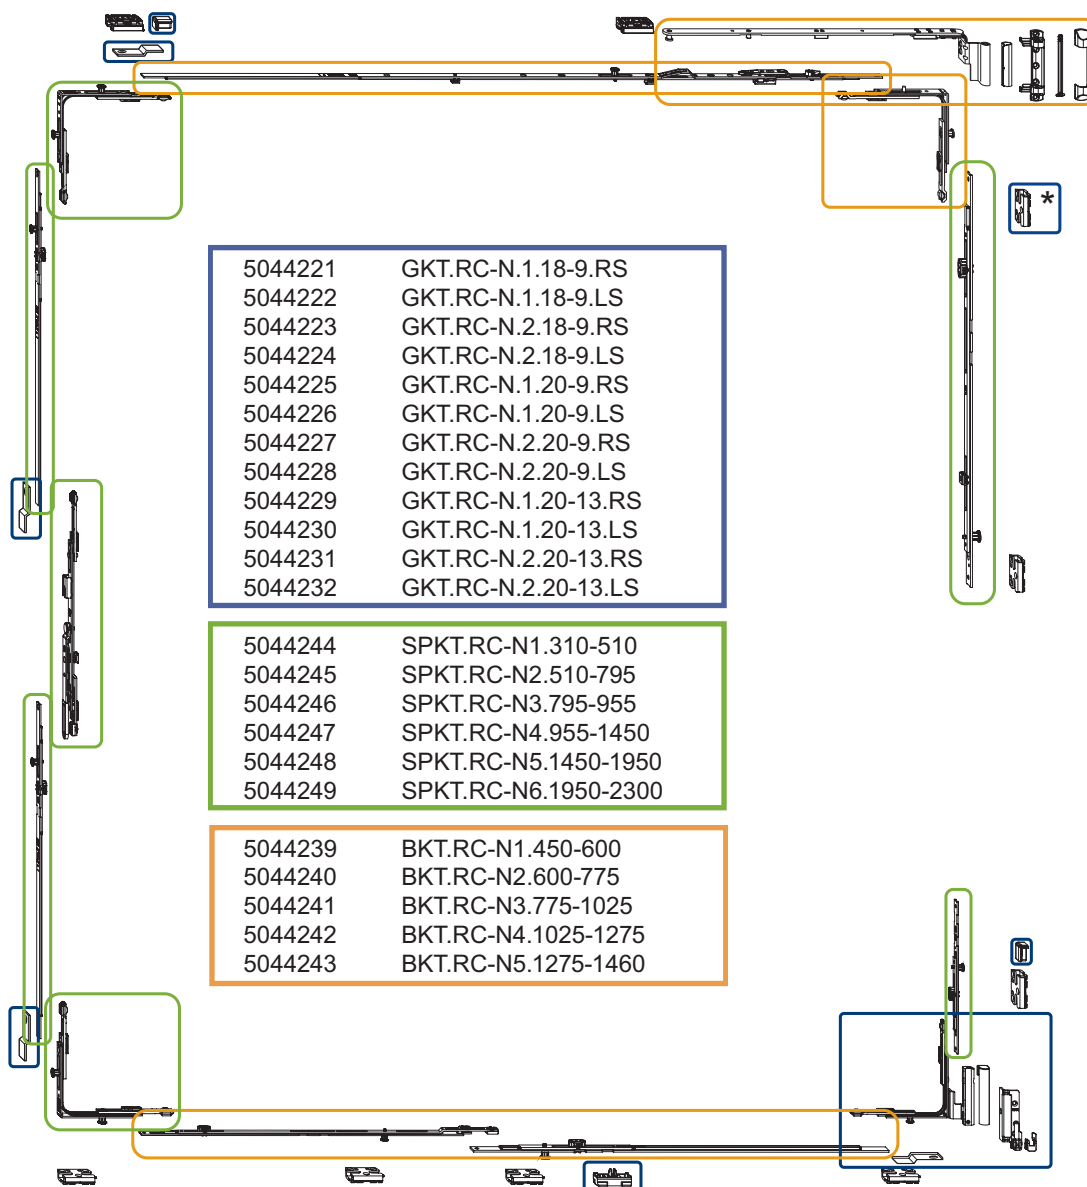 *
5044221 GKT.RC-N.1.18-9.RS
5044222 GKT.RC-N.1.18-9.LS
5044223 GKT.RC-N.2.18-9.RS
5044224 GKT.RC-N.2.18-9.LS
5044225 GKT.RC-N.1.20-9.RS
5044226 GKT.RC-N.1.20-9.LS
5044227 GKT.RC-N.2.20-9.RS
5044228 GKT.RC-N.2.20-9.LS
5044229 GKT.RC-N.1.20-13.RS
5044230 GKT.RC-N.1.20-13.LS
5044231 GKT.RC-N.2.20-13.RS
5044232 GKT.RC-N.2.20-13.LS
5044244 SPKT.RC-N1.310-510
5044245 SPKT.RC-N2.510-795
5044246 SPKT.RC-N3.795-955
5044247 SPKT.RC-N4.955-1450
5044248 SPKT.RC-N5.1450-1950
5044249 SPKT.RC-N6.1950-2300
5044239 BKT.RC-N1.450-600
5044240 BKT.RC-N2.600-775
5044241 BKT.RC-N3.775-1025
5044242 BKT.RC-N4.1025-1275
5044243 BKT.RC-N5.1275-1460